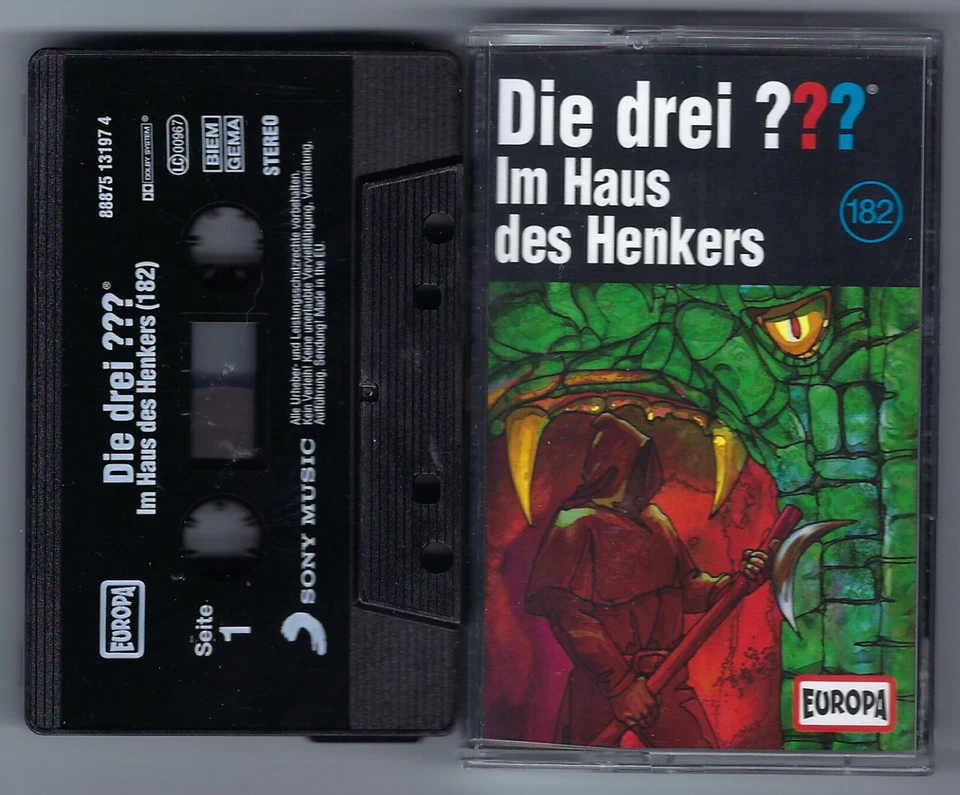 88875 13197 4
DOLBY SYSTEM®
LC 00967
BIEM
GEMA
STEREO
Die drei ???®
Im Haus des Henkers (182)
Alle Urheber- und Leistungsschutzrechte vorbehalten.
Kein Verleih! Keine unerlaubte Vervielfältigung, Vermietung,
Aufführung, Sendung! Made in the EU.
EUROPA
Seite
1
SONY MUSIC
Die drei ???®
Im Haus
des Henkers
182
EUROPA